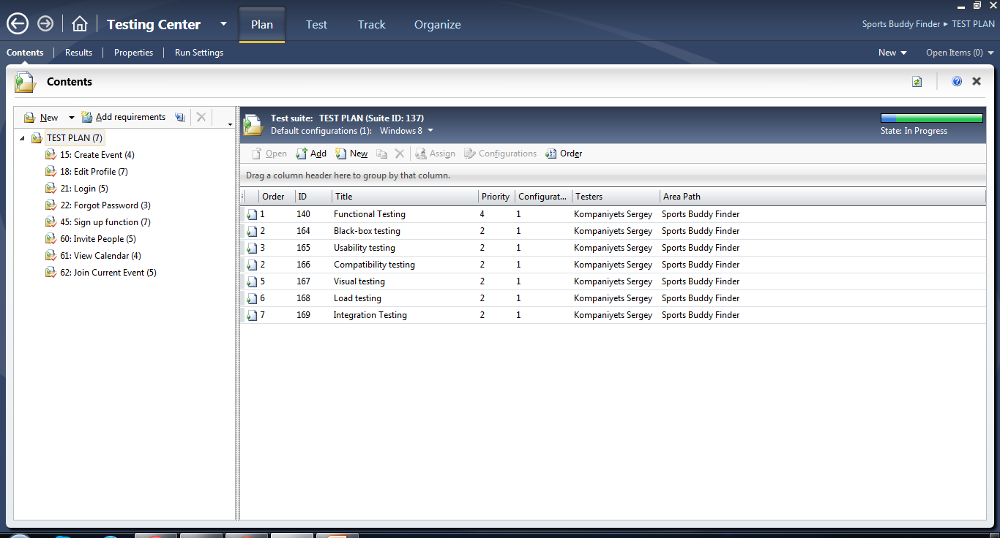 Testing Center Plan Test Track Organize Sports Buddy Finder ▸ TEST PLAN
Contents Results Properties Run Settings New Open Items (0)
Contents
New Add requirements
TEST PLAN (7)
15: Create Event (4)
18: Edit Profile (7)
21: Login (5)
22: Forgot Password (3)
45: Sign up function (7)
60: Invite People (5)
61: View Calendar (4)
62: Join Current Event (5)
Test suite: TEST PLAN (Suite ID: 137)
Default configurations (1): Windows 8
State: In Progress
Open Add New Assign Configurations Order
Drag a column header here to group by that column.
Order ID Title Priority Configurat... Testers Area Path
1 140 Functional Testing 4 1 Kompaniyets Sergey Sports Buddy Finder
2 164 Black-box testing 2 1 Kompaniyets Sergey Sports Buddy Finder
3 165 Usability testing 2 1 Kompaniyets Sergey Sports Buddy Finder
2 166 Compatibility testing 2 1 Kompaniyets Sergey Sports Buddy Finder
5 167 Visual testing 2 1 Kompaniyets Sergey Sports Buddy Finder
6 168 Load testing 2 1 Kompaniyets Sergey Sports Buddy Finder
7 169 Integration Testing 2 1 Kompaniyets Sergey Sports Buddy Finder